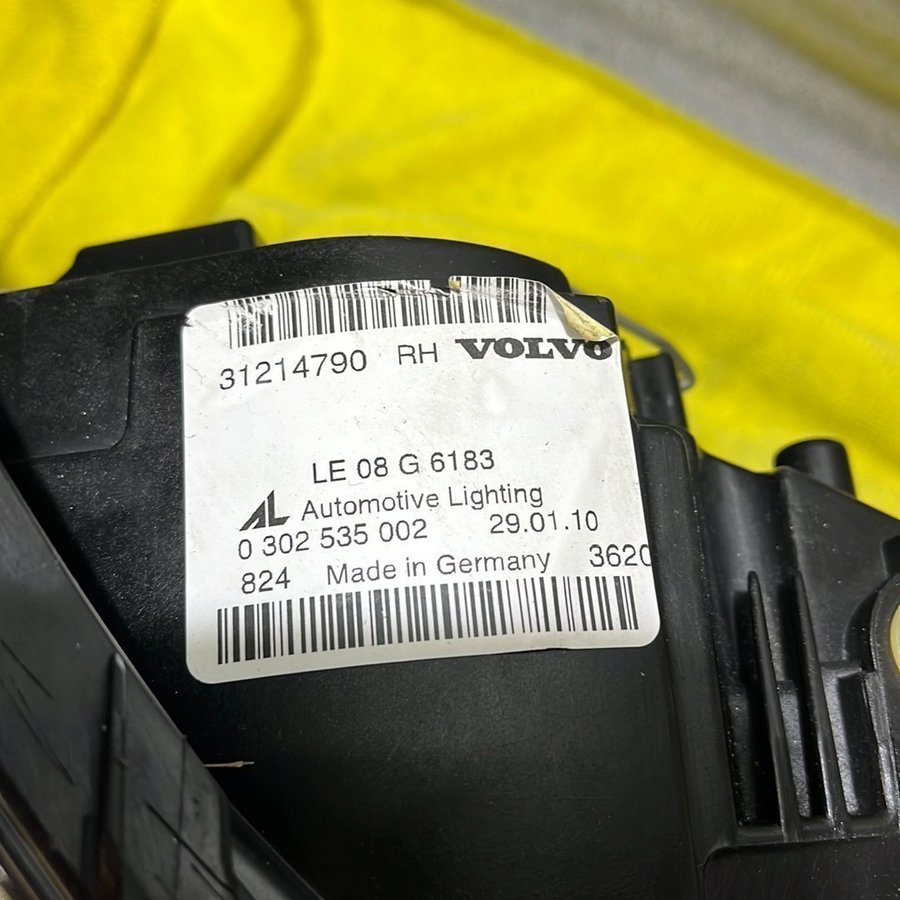 31214790 RH VOLVO
LE 08 G 6183
AL Automotive Lighting
0 302 535 002 29.01.10
824 Made in Germany 3620